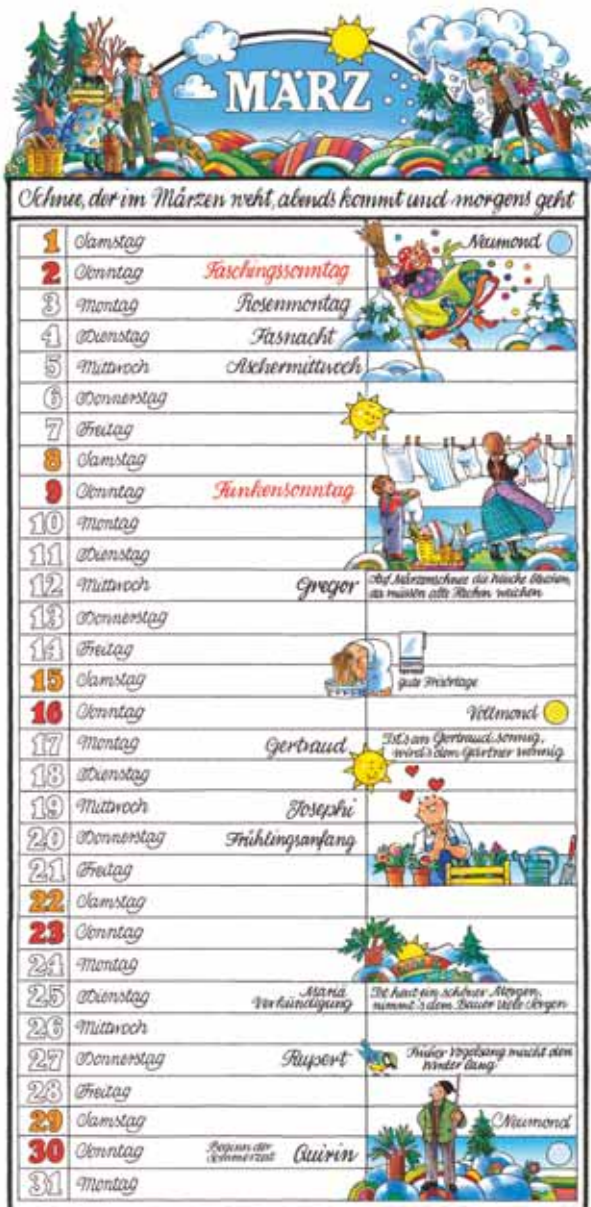 MÄRZ
Schnee, der im Märzen weht, abends kommt und morgens geht
1 Samstag Neumond
2 Sonntag Faschingssonntag
3 Montag Rosenmontag
4 Dienstag Fasnacht
5 Mittwoch Aschermittwoch
6 Donnerstag
7 Freitag
8 Samstag
9 Sonntag Funkensonntag
10 Montag
11 Dienstag
12 Mittwoch Gregor Auf Märzenschnee die Wäsche
da müssen alle weichen
13 Donnerstag
14 Freitag
15 Samstag gute Frisörtage
16 Sonntag Vollmond
17 Montag Gertraud Ist's an Gertraud sonnig,
wird's dem Gärtner wonnig
18 Dienstag
19 Mittwoch Josephi
20 Donnerstag Frühlingsanfang
21 Freitag
22 Samstag
23 Sonntag
24 Montag
25 Dienstag Mariä
Verkündigung Ist heut ein schöner Morgen,
nimmt's dem Bauer viele Sorgen
26 Mittwoch
27 Donnerstag Rupert Früher Vogelsang macht den
Winter lang
28 Freitag
29 Samstag Neumond
30 Sonntag Beginn der
Sommerzeit Quirin
31 Montag